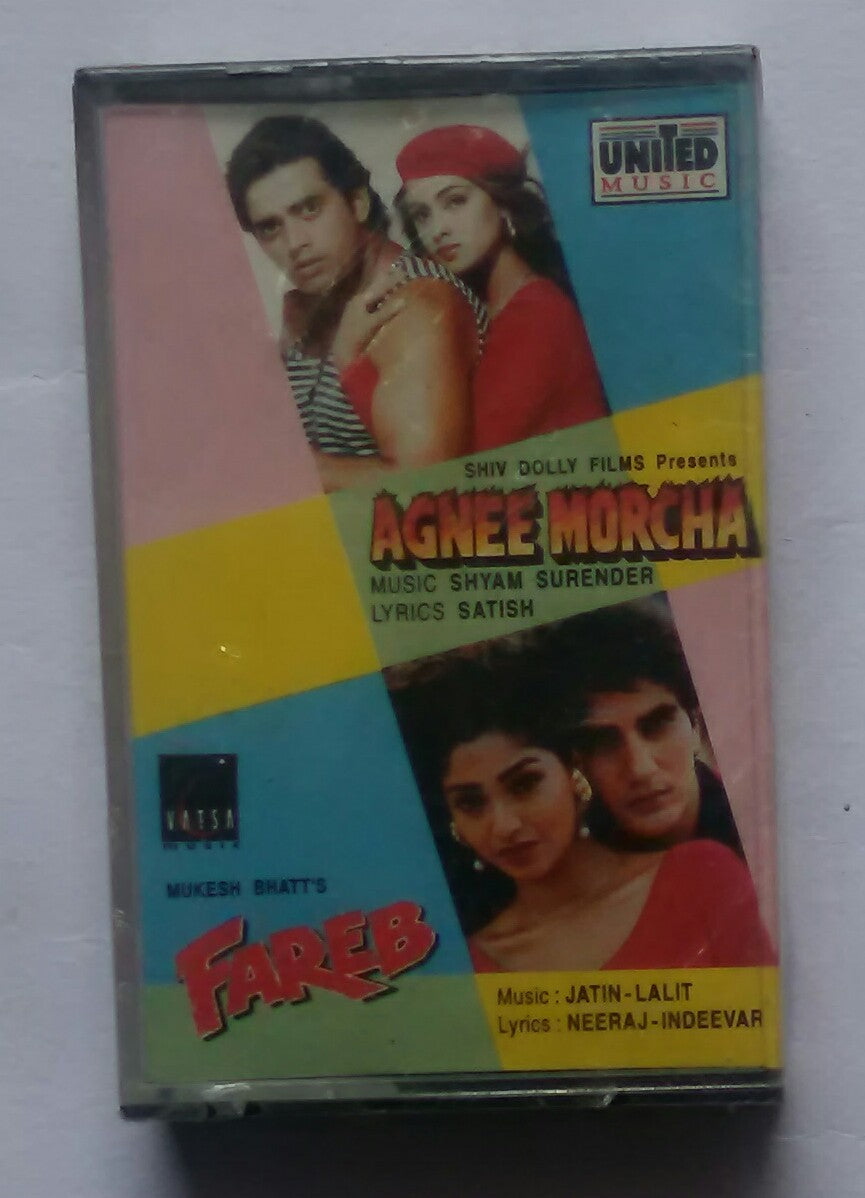 UNITED
MUSIC
SHIV DOLLY FILMS Presents
AGNEE MORCHA
MUSIC SHYAM SURENDER
LYRICS SATISH
VATSA
MUSIC
MUKESH BHATT'S
FAREB
Music : JATIN-LALIT
Lyrics : NEERAJ-INDEEVAR